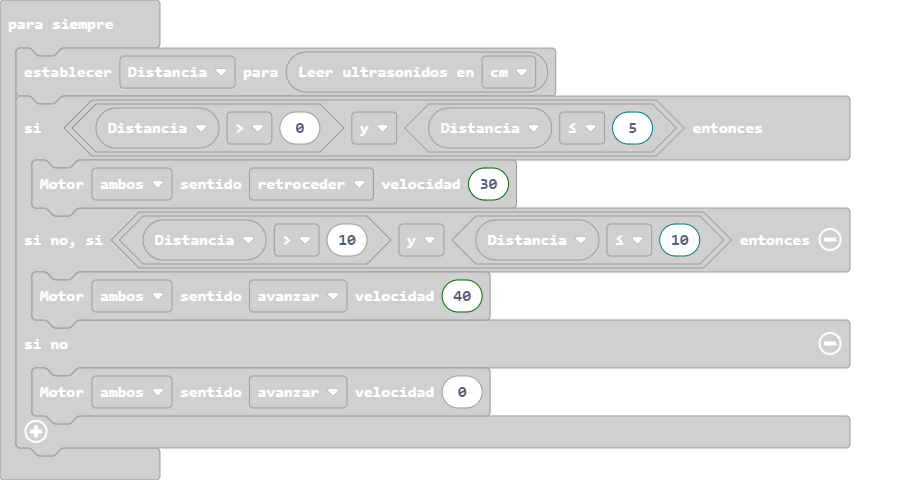 para siempre
establecer Distancia para Leer ultrasonidos en cm
si Distancia > 0 y Distancia ≤ 5 entonces
Motor ambos sentido retroceder velocidad 30
si no, si Distancia > 10 y Distancia ≤ 10 entonces
Motor ambos sentido avanzar velocidad 40
si no
Motor ambos sentido avanzar velocidad 0